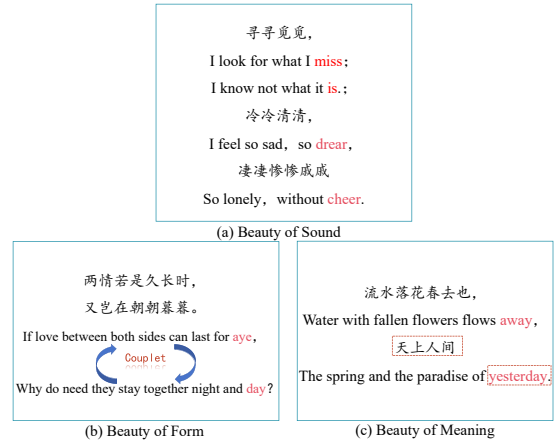 寻寻觅觅，
I look for what I miss；
I know not what it is.；
冷冷清清，
I feel so sad，so drear，
凄凄惨惨戚戚
So lonely，without cheer.
(a) Beauty of Sound
两情若是久长时，
又岂在朝朝暮暮。
If love between both sides can last for aye，
Couplet
Why do need they stay together night and day？
(b) Beauty of Form
流水落花春去也，
Water with fallen flowers flows away，
天上人间
The spring and the paradise of yesterday.
(c) Beauty of Meaning